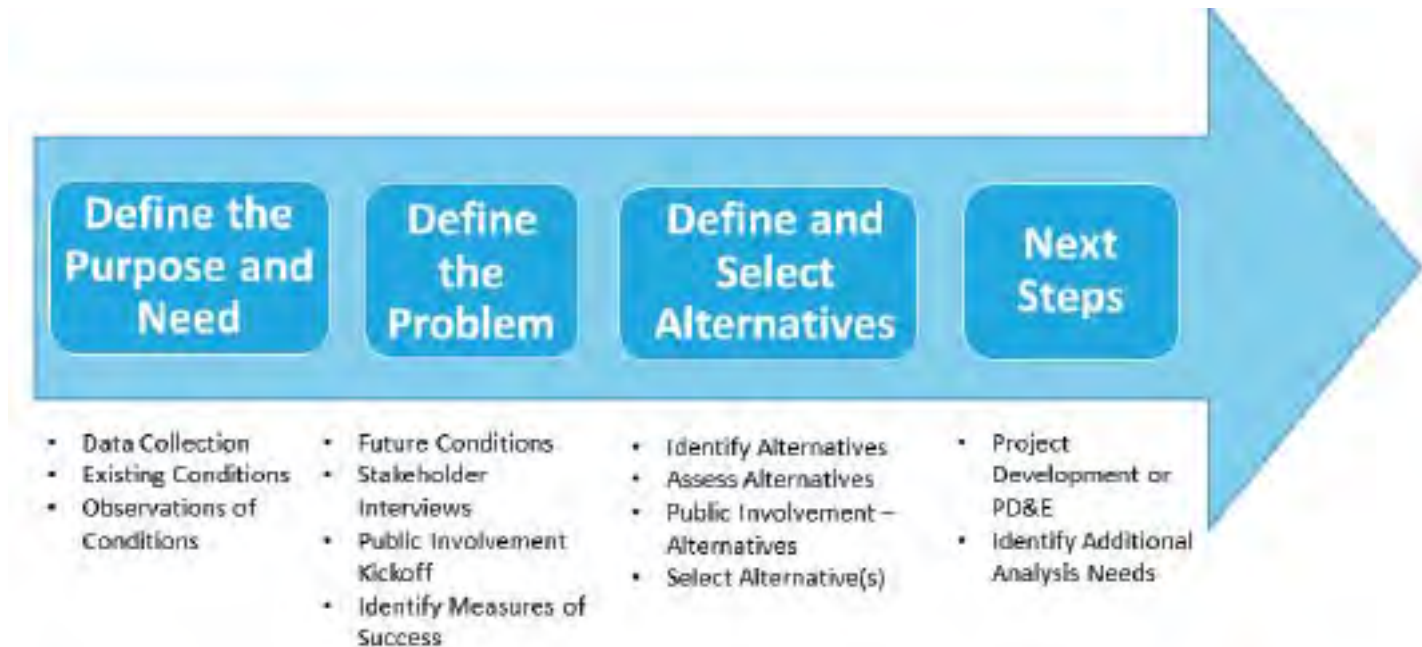 Define the
Purpose and
Need
Define
the
Problem
Define and
Select
Alternatives
Next
Steps
• Data Collection
• Existing Conditions
• Observations of
Conditions
• Future Conditions
• Stakeholder
Interviews
• Public Involvement
Kickoff
• Identify Measures of
Success
• Identify Alternatives
• Assess Alternatives
• Public Involvement –
Alternatives
• Select Alternative(s)
• Project
Development or
PD&E
• Identify Additional
Analysis Needs